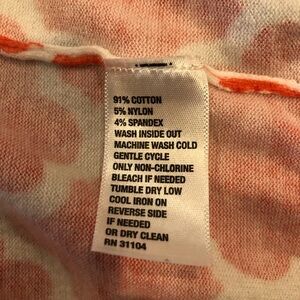 91% COTTON
5% NYLON
4% SPANDEX
WASH INSIDE OUT
MACHINE WASH COLD
GENTLE CYCLE
ONLY NON-CHLORINE
BLEACH IF NEEDED
TUMBLE DRY LOW
COOL IRON ON
REVERSE SIDE
IF NEEDED
OR DRY CLEAN
RN 31104